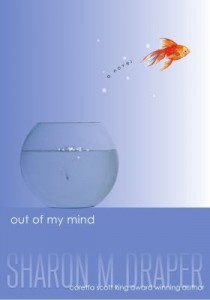 a novel
out of my mind
SHARON M. DRAPER
coretta scott king award-winning author